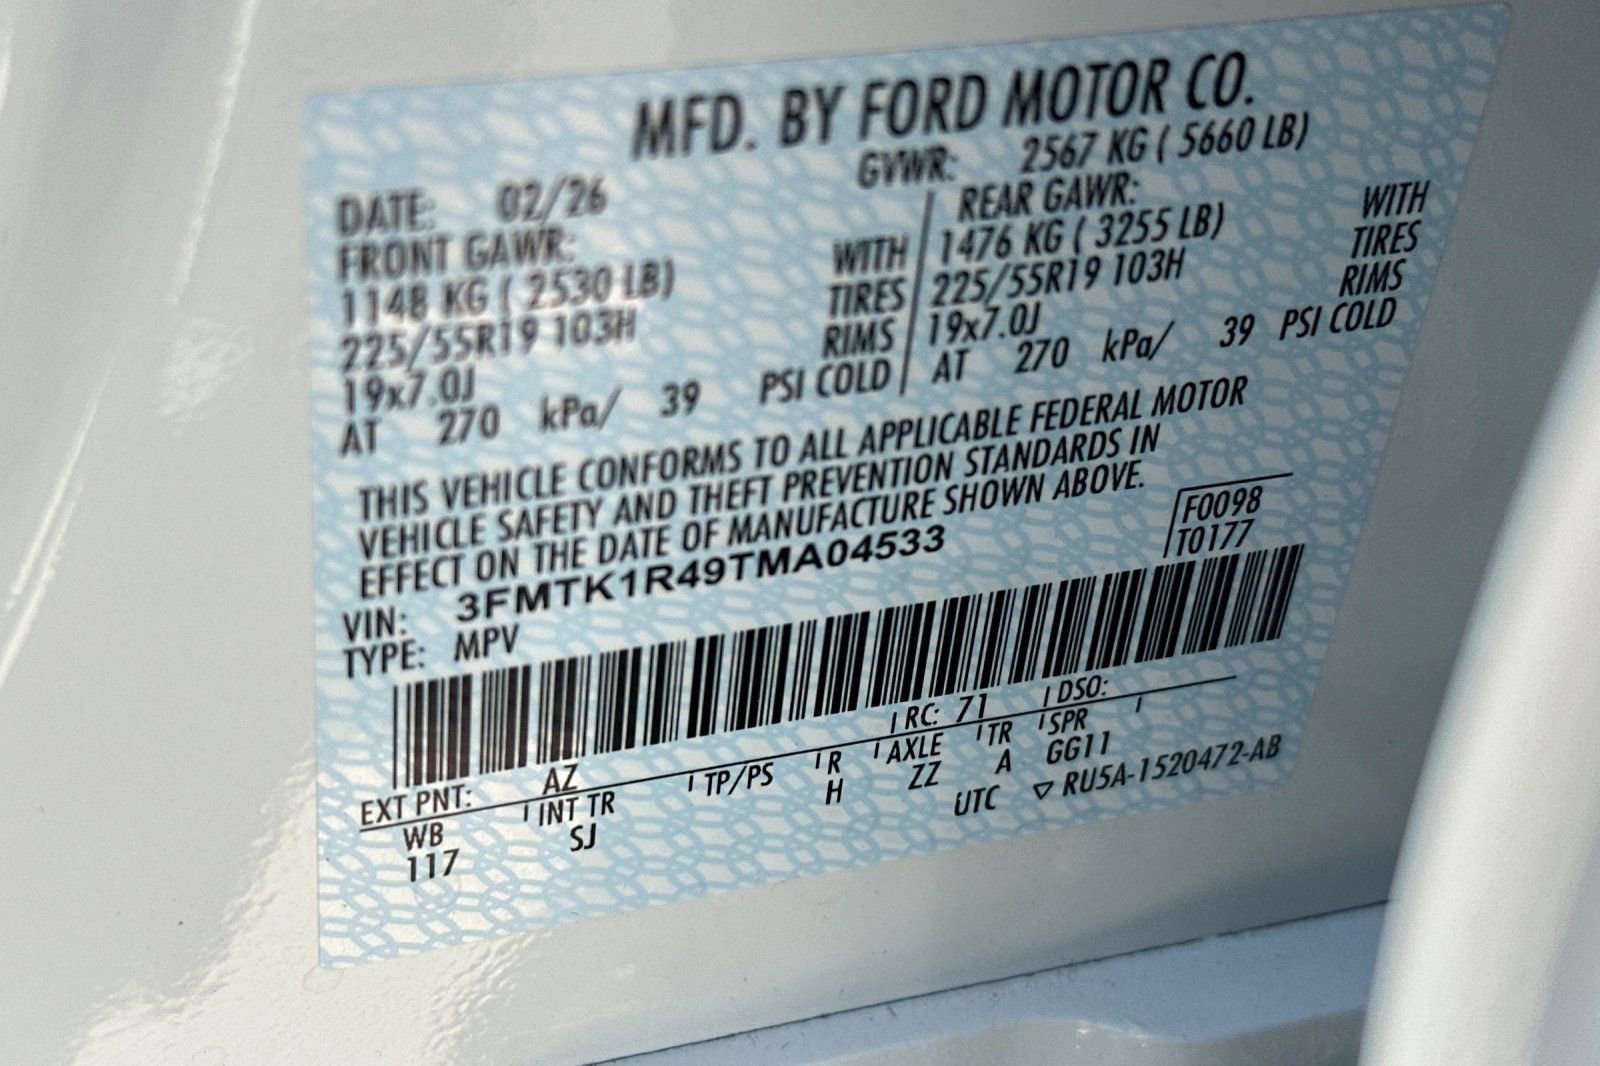 MFD. BY FORD MOTOR CO.
DATE: 02/26 GVWR: 2567 KG ( 5660 LB)
FRONT GAWR: REAR GAWR:
1148 KG ( 2530 LB) WITH 1476 KG ( 3255 LB) WITH
225/55R19 103H TIRES 225/55R19 103H TIRES
19x7.0J RIMS 19x7.0J RIMS
AT 270 kPa/ 39 PSI COLD AT 270 kPa/ 39 PSI COLD
THIS VEHICLE CONFORMS TO ALL APPLICABLE FEDERAL MOTOR
VEHICLE SAFETY AND THEFT PREVENTION STANDARDS IN
EFFECT ON THE DATE OF MANUFACTURE SHOWN ABOVE.
F0098
VIN: 3FMTK1R49TMA04533 T0177
TYPE: MPV
EXT PNT: AZ RC: 71 DSO:
WB INT TR TP/PS R AXLE TR SPR
117 SJ H ZZ A GG11
UTC ▽ RU5A-1520472-AB